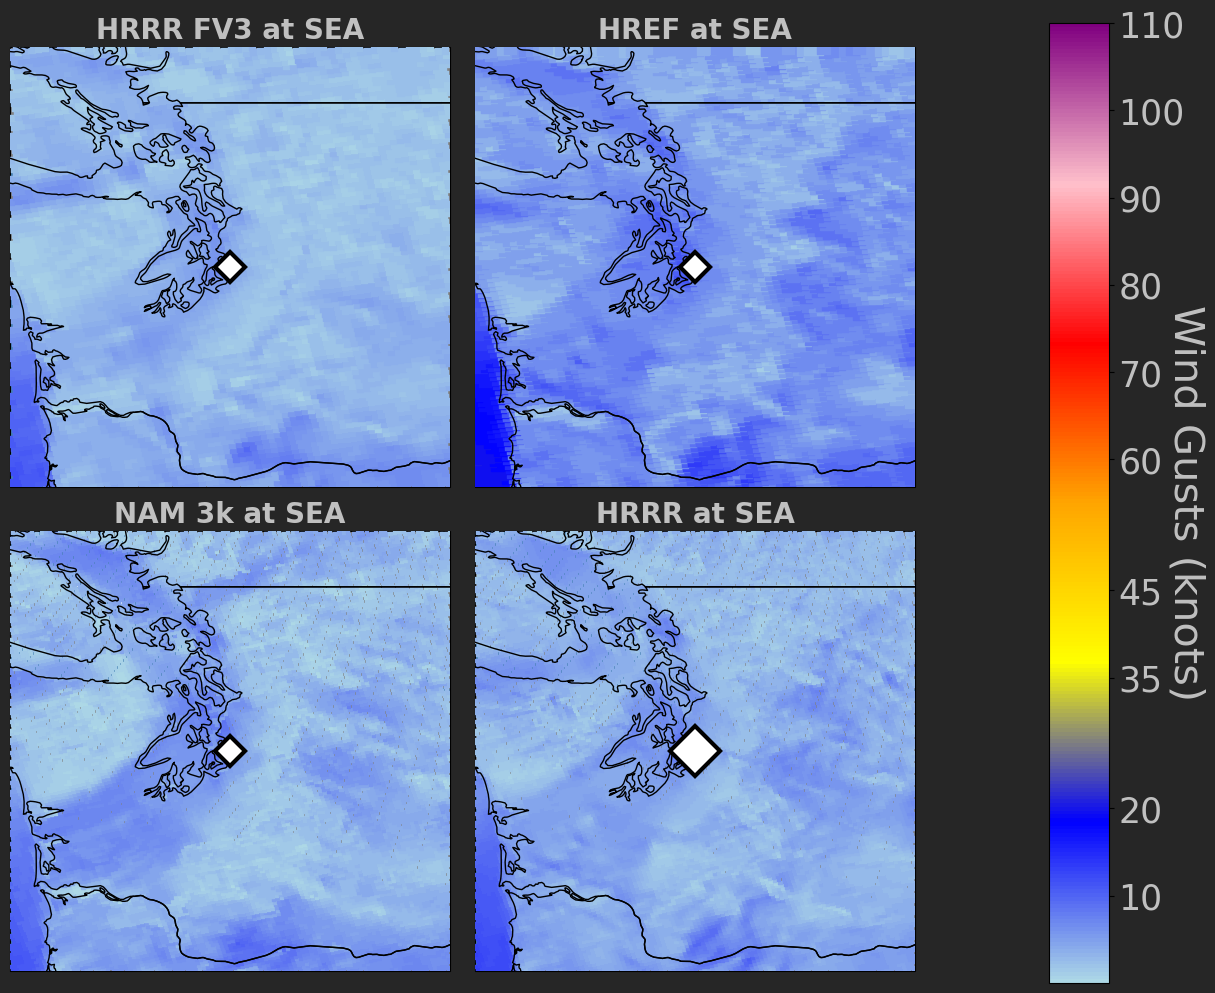 HRRR FV3 at SEA
HREF at SEA
NAM 3k at SEA
HRRR at SEA
110
100
90
80
70
60
45
35
20
10
Wind Gusts (knots)